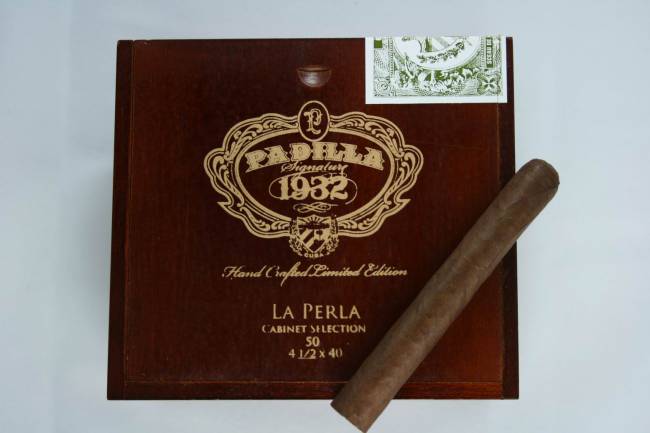 P
PADILLA
Signature
1932
CUBA
Hand Crafted Limited Edition
LA PERLA
CABINET SELECTION
50
4 1/2 x 40